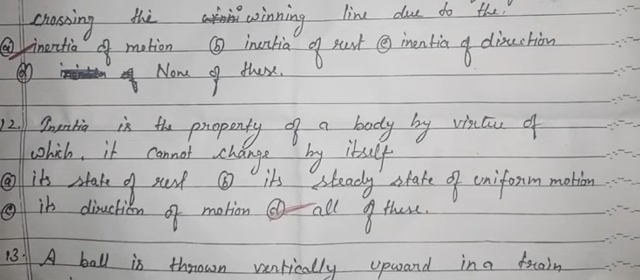 crossing the winning line due to the.
(a) inertia of motion (b) inertia of rest (c) inertia of direction
(d) None of these.
12. Inertia is the property of a body by virtue of
which, it cannot change by itself
(a) its state of rest (b) its steady state of uniform motion
(c) its direction of motion (d) all of these.
13. A ball is thrown vertically upward in a train